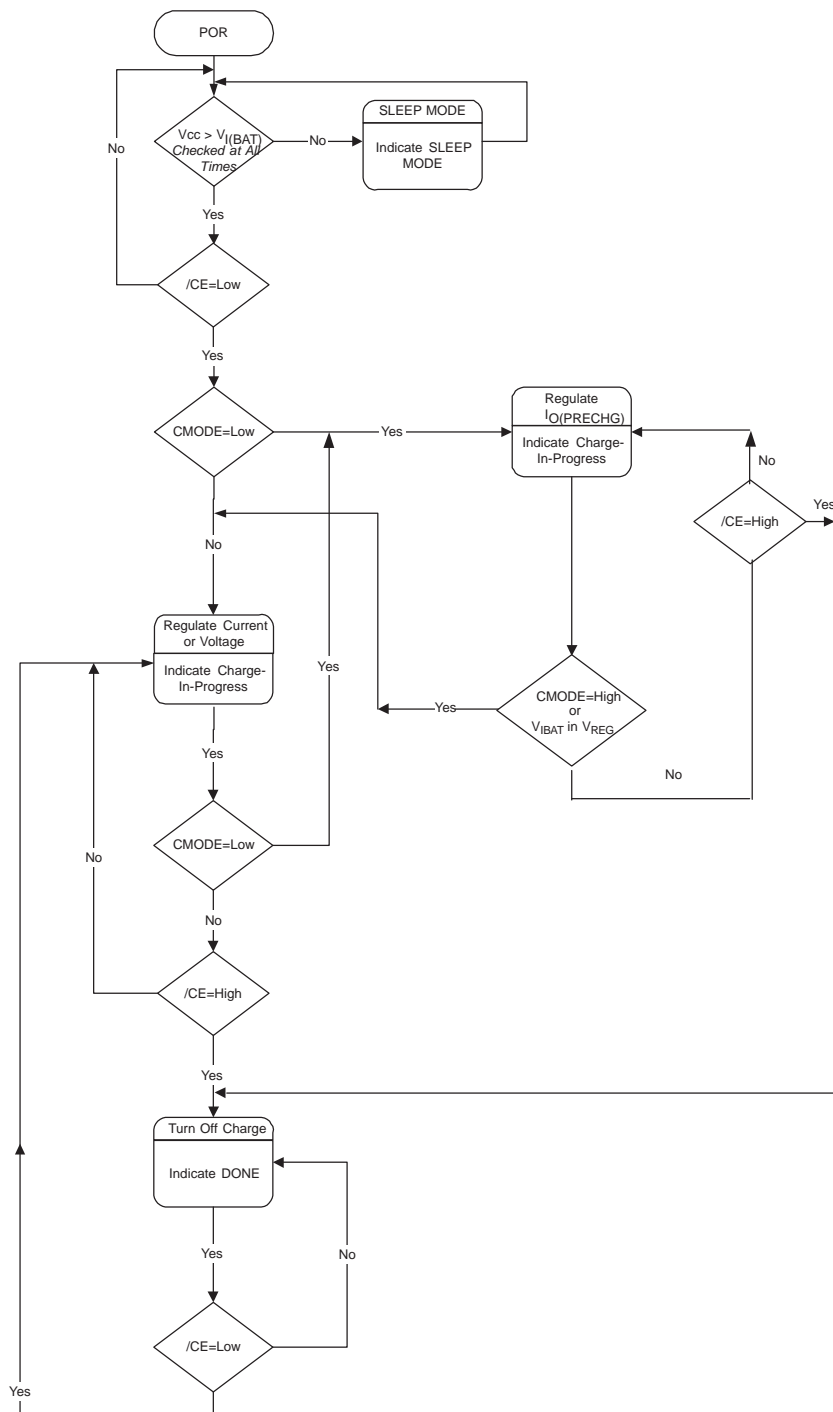 POR
SLEEP MODE
Vcc > VI(BAT)
Checked at All
Times
No
No
Indicate SLEEP
MODE
Yes
/CE=Low
Yes
CMODE=Low
Yes
Regulate
IO(PRECHG)
Indicate Charge-
In-Progress
No
Yes
/CE=High
No
Regulate Current
or Voltage
Indicate Charge-
In-Progress
Yes
Yes
CMODE=High
or
VIBAT in VREG
Yes
No
CMODE=Low
No
No
/CE=High
Yes
Turn Off Charge
Indicate DONE
Yes
No
/CE=Low
Yes